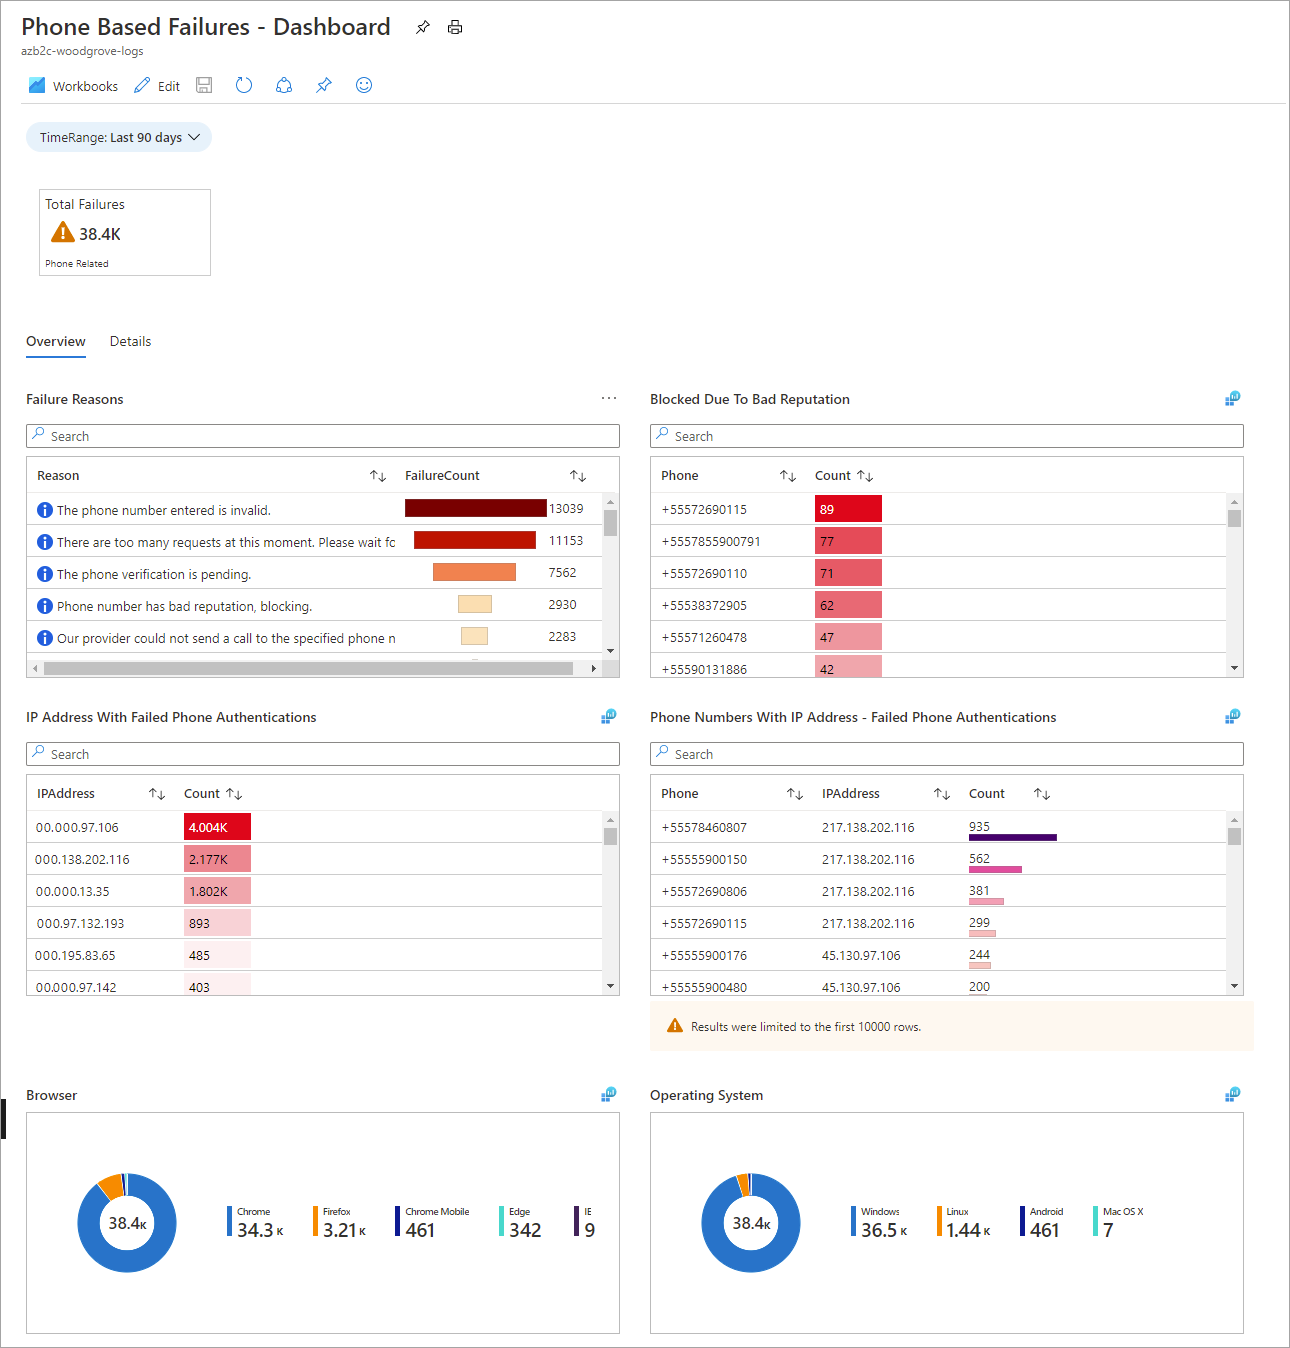 Phone Based Failures - Dashboard
azb2c-woodgrove-logs
Workbooks Edit
TimeRange: Last 90 days
Total Failures
38.4K
Phone Related
Overview Details
Failure Reasons
Search
Reason FailureCount
The phone number entered is invalid. 13039
There are too many requests at this moment. Please wait fo 11153
The phone verification is pending. 7562
Phone number has bad reputation, blocking. 2930
Our provider could not send a call to the specified phone n 2283
Blocked Due To Bad Reputation
Search
Phone Count
+55572690115 89
+5557855900791 77
+55572690110 71
+55538372905 62
+55571260478 47
+55590131886 42
IP Address With Failed Phone Authentications
Search
IPAddress Count
00.000.97.106 4.004K
000.138.202.116 2.177K
00.000.13.35 1.802K
000.97.132.193 893
000.195.83.65 485
00.000.97.142 403
Phone Numbers With IP Address - Failed Phone Authentications
Search
Phone IPAddress Count
+55578460807 217.138.202.116 935
+55555900150 217.138.202.116 562
+55572690806 217.138.202.116 381
+55572690115 217.138.202.116 299
+55555900176 45.130.97.106 244
+55555900480 45.130.97.106 200
Results were limited to the first 10000 rows.
Browser
38.4K
Chrome Firefox Chrome Mobile Edge IE
34.3 K 3.21 K 461 342 9
Operating System
38.4K
Windows Linux Android Mac OS X
36.5 K 1.44 K 461 7